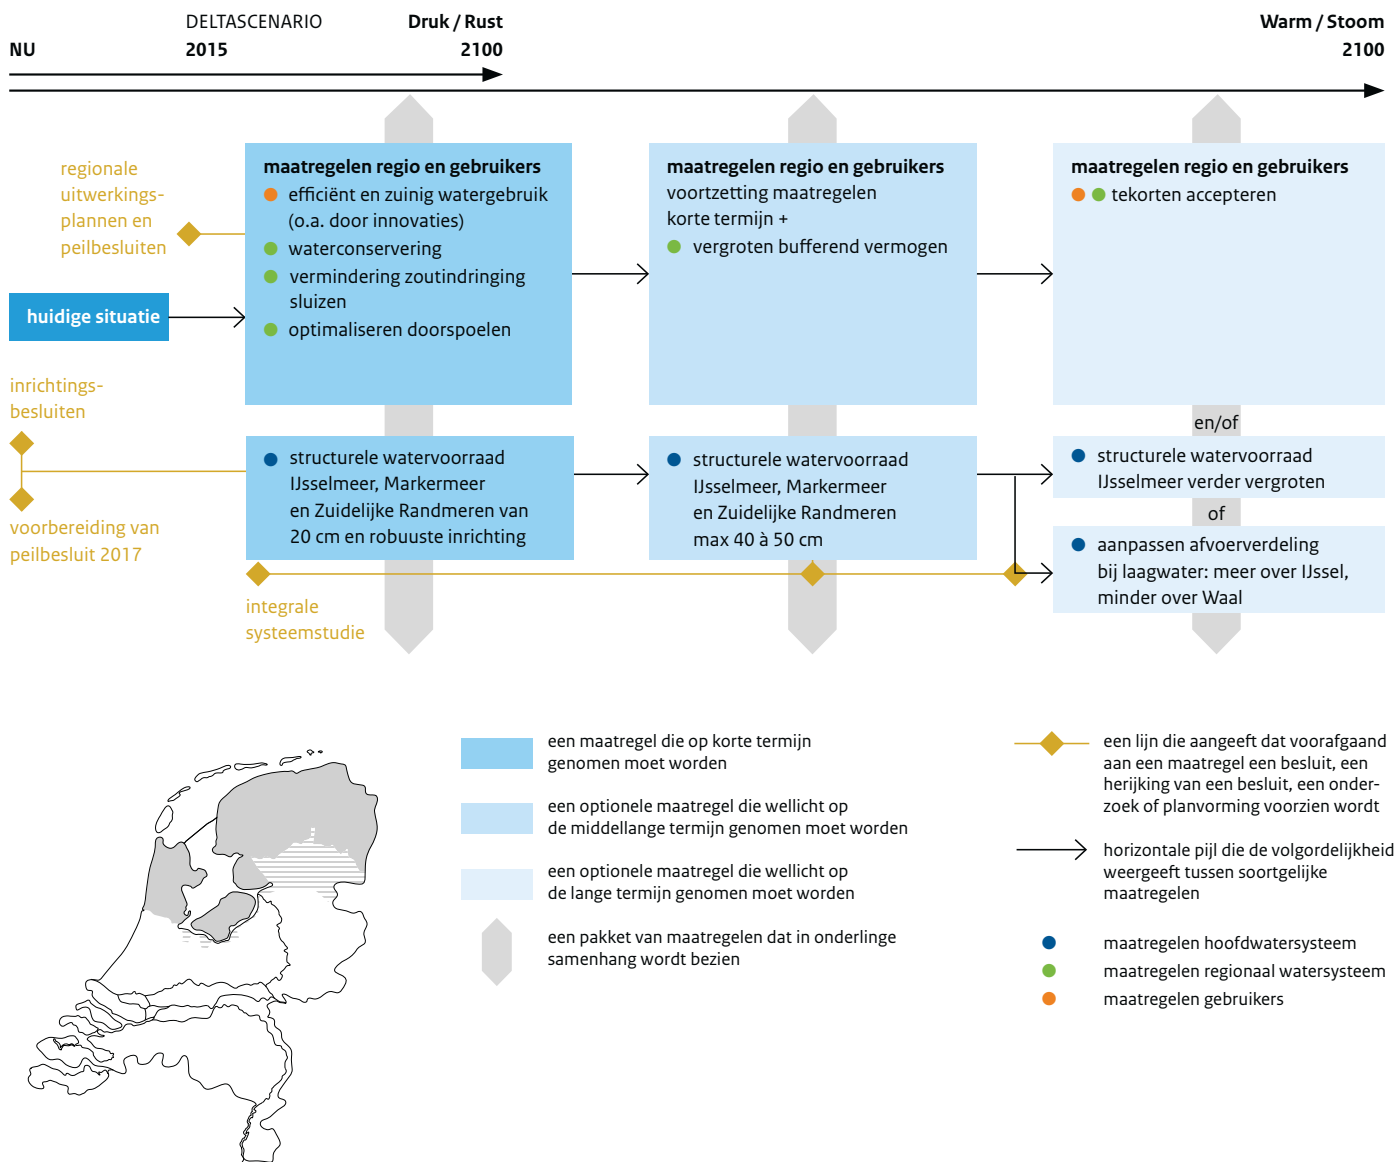 DELTASCENARIO
Druk / Rust
Warm / Stoom
NU
2015
2100
2100
regionale
uitwerkings-
plannen en
peilbesluiten
huidige situatie
inrichtings-
besluiten
voorbereiding van
peilbesluit 2017
maatregelen regio en gebruikers
efficiënt en zuinig watergebruik
(o.a. door innovaties)
waterconservering
vermindering zoutindringing
sluizen
optimaliseren doorspoelen
maatregelen regio en gebruikers
voortzetting maatregelen
korte termijn +
vergroten bufferend vermogen
maatregelen regio en gebruikers
tekorten accepteren
en/of
structurele watervoorraad
IJsselmeer, Markermeer
en Zuidelijke Randmeren van
20 cm en robuuste inrichting
structurele watervoorraad
IJsselmeer, Markermeer
en Zuidelijke Randmeren
max 40 à 50 cm
structurele watervoorraad
IJsselmeer verder vergroten
of
aanpassen afvoerverdeling
bij laagwater: meer over IJssel,
minder over Waal
integrale
systeemstudie
een maatregel die op korte termijn
genomen moet worden
een optionele maatregel die wellicht op
de middellange termijn genomen moet worden
een optionele maatregel die wellicht op
de lange termijn genomen moet worden
een pakket van maatregelen dat in onderlinge
samenhang wordt bezien
een lijn die aangeeft dat voorafgaand
aan een maatregel een besluit, een
herijking van een besluit, een onder-
zoek of planvorming voorzien wordt
horizontale pijl die de volgordelijkheid
weergeeft tussen soortgelijke
maatregelen
maatregelen hoofdwatersysteem
maatregelen regionaal watersysteem
maatregelen gebruikers